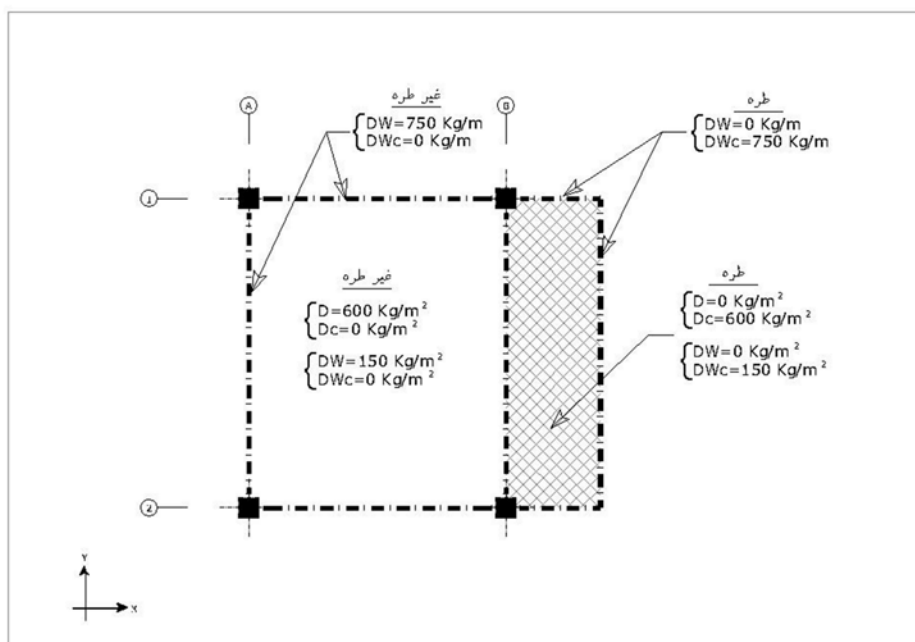 A
B
غیر طره
DW=750 Kg/m
DWc=0 Kg/m
طره
DW=0 Kg/m
DWc=750 Kg/m
1
غیر طره
D=600 Kg/m²
Dc=0 Kg/m²
DW=150 Kg/m²
DWc=0 Kg/m²
طره
D=0 Kg/m²
Dc=600 Kg/m²
DW=0 Kg/m²
DWc=150 Kg/m²
2
Y
X